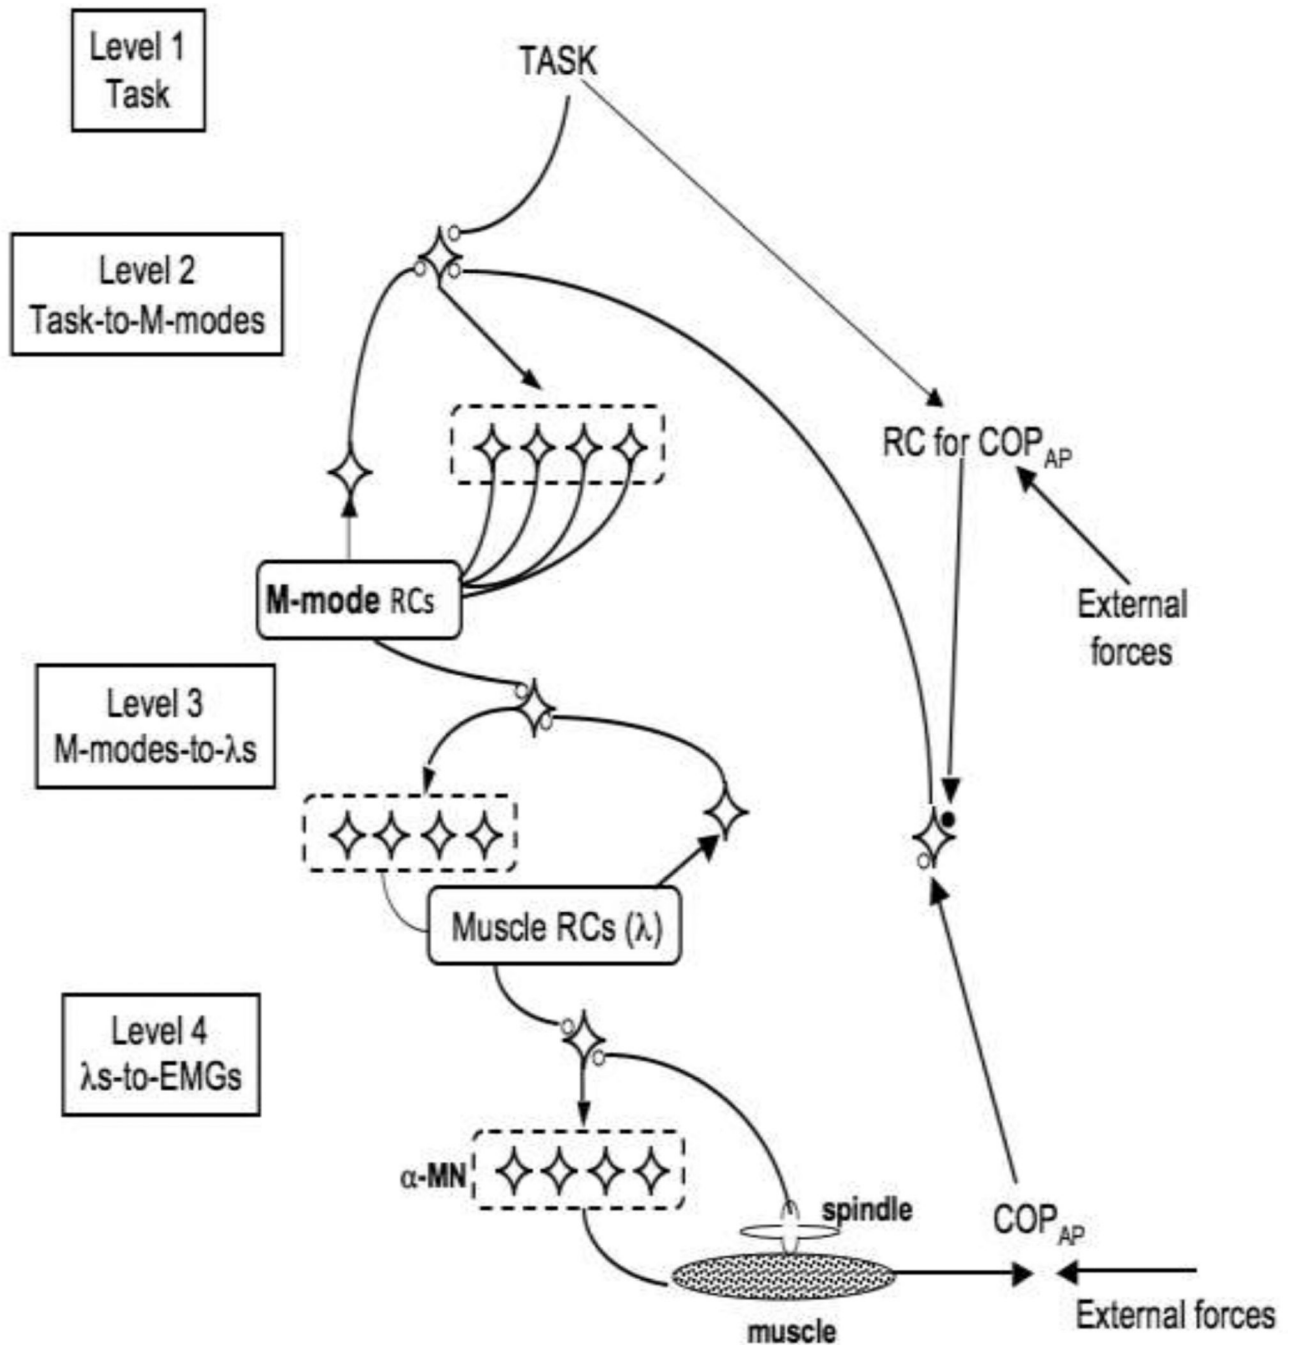 Level 1
Task
TASK
Level 2
Task-to-M-modes
RC for COP_AP
External
forces
M-mode RCs
Level 3
M-modes-to-λs
Muscle RCs (λ)
Level 4
λs-to-EMGs
α-MN
spindle
COP_AP
muscle
External forces